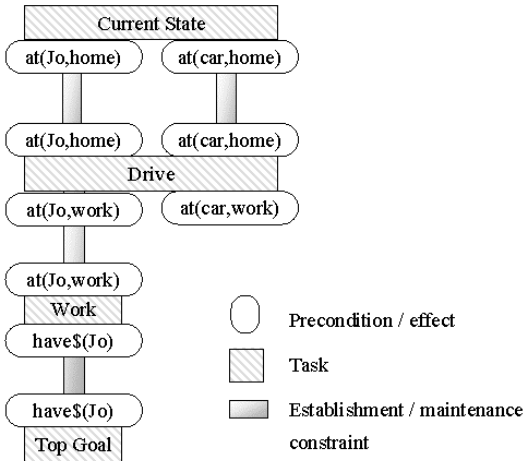 Current State
at(Jo,home)
at(car,home)
at(Jo,home)
at(car,home)
Drive
at(Jo,work)
at(car,work)
at(Jo,work)
Work
have$(Jo)
have$(Jo)
Top Goal
Precondition / effect
Task
Establishment / maintenance
constraint